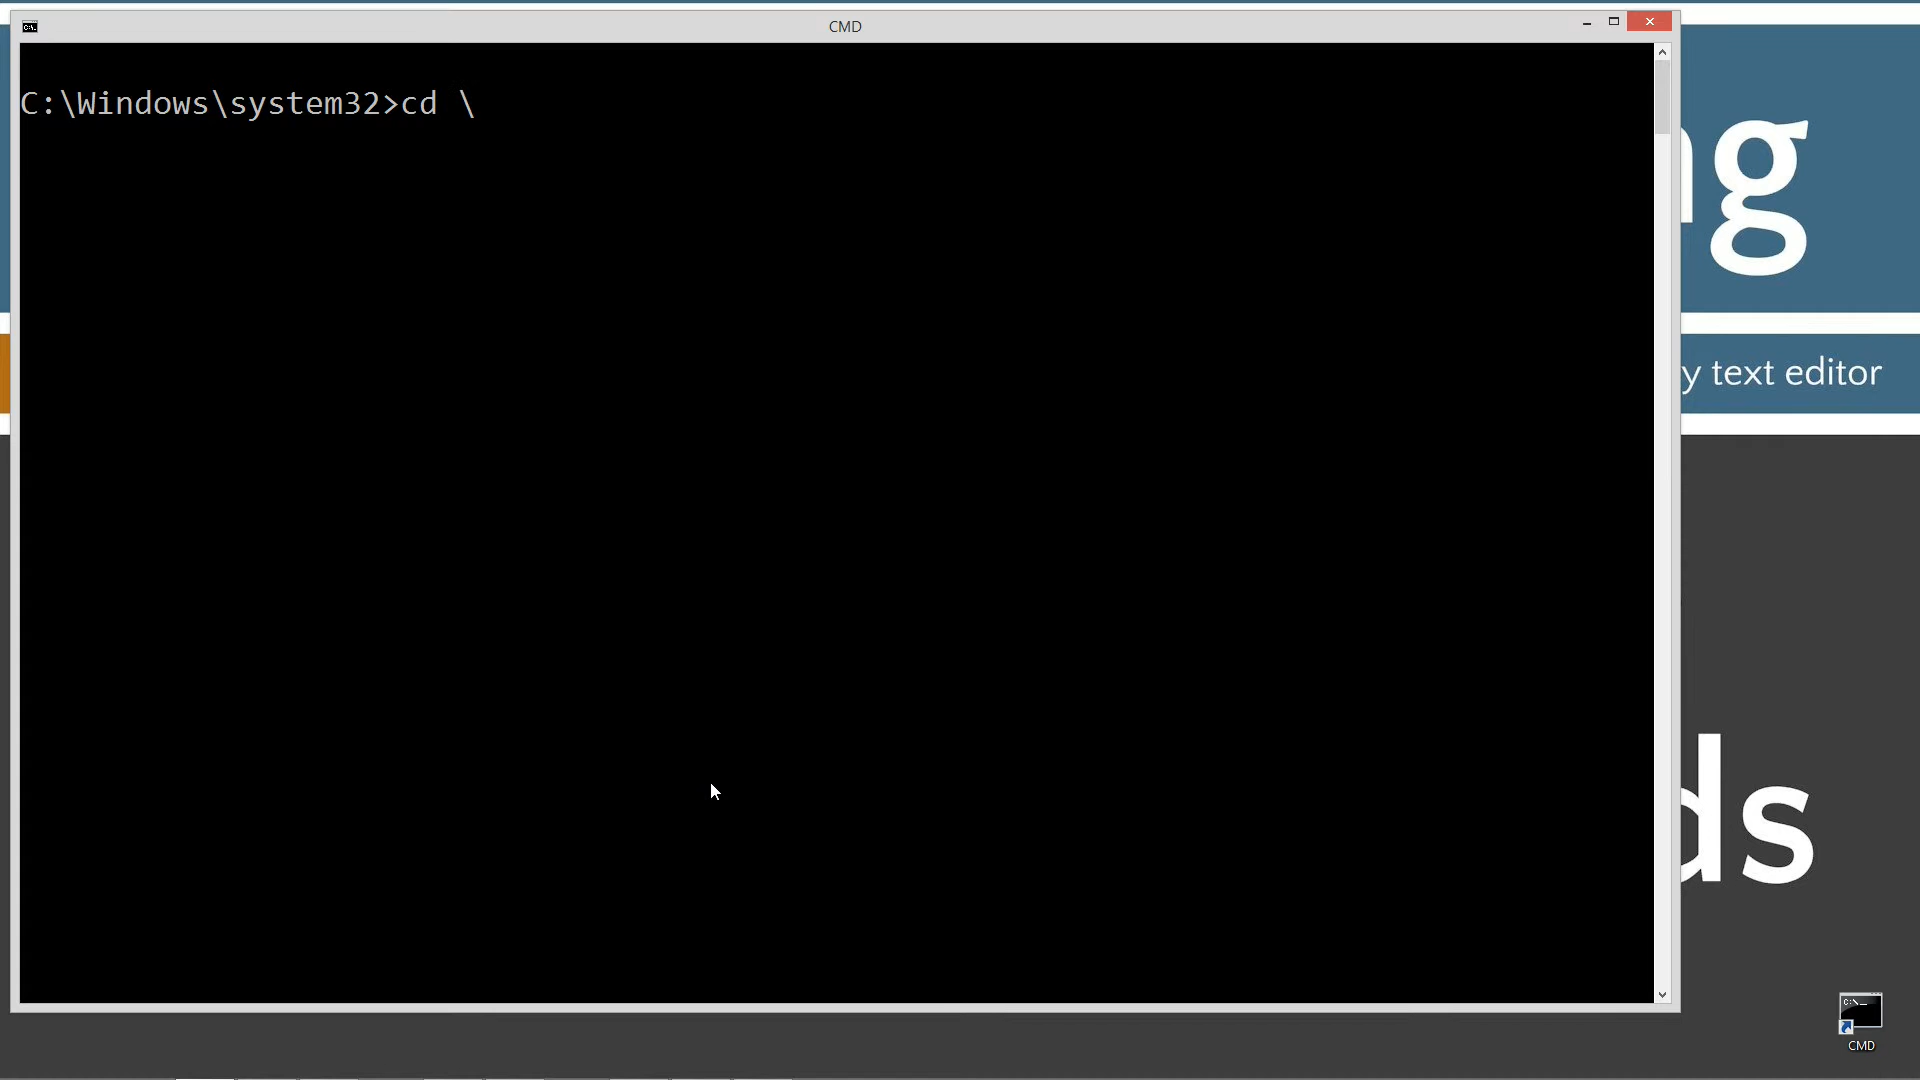 CMD
C:\Windows\system32>cd \
g
y text editor
ds
CMD